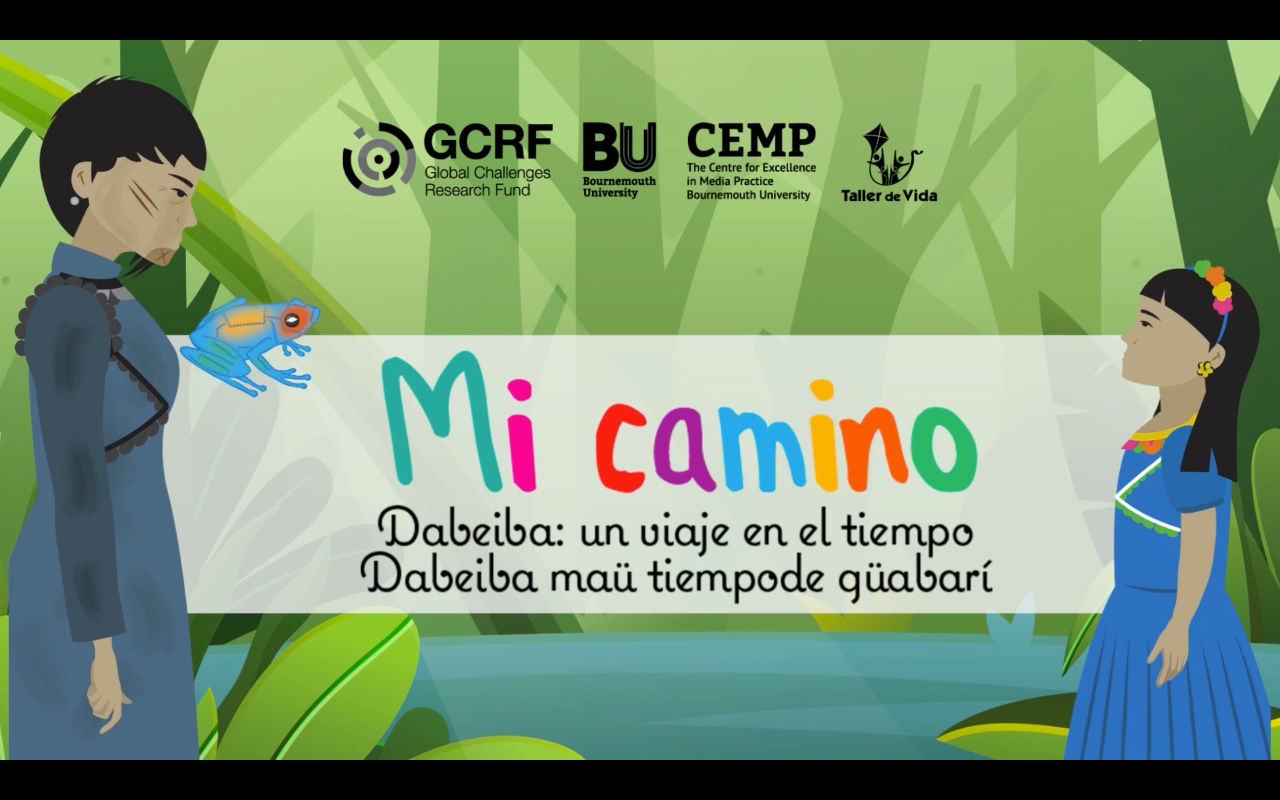 GCRF
Global Challenges
Research Fund
BU
Bournemouth
University
CEMP
The Centre for Excellence
in Media Practice
Bournemouth University
Taller de Vida
Mi camino
Dabeiba: un viaje en el tiempo
Dabeiba maü tiempode güabarí